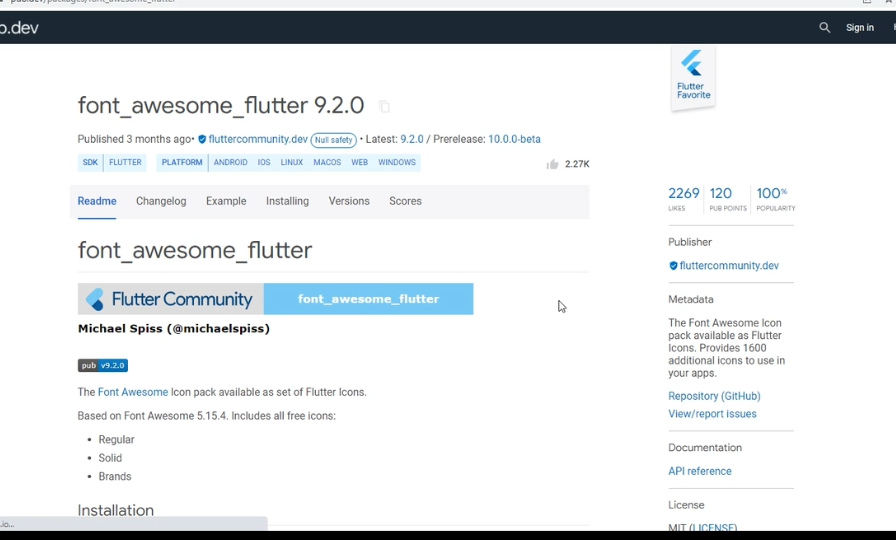 pub.dev/packages/font_awesome_flutter
o.dev
Sign in
Flutter
Favorite
font_awesome_flutter 9.2.0
Published 3 months ago• fluttercommunity.dev Null safety • Latest: 9.2.0 / Prerelease: 10.0.0-beta
SDK FLUTTER PLATFORM ANDROID IOS LINUX MACOS WEB WINDOWS
2.27K
Readme Changelog Example Installing Versions Scores
2269 120 100%
LIKES PUB POINTS POPULARITY
font_awesome_flutter
Flutter Community font_awesome_flutter
Michael Spiss (@michaelspiss)
pub v9.2.0
The Font Awesome Icon pack available as set of Flutter Icons.
Based on Font Awesome 5.15.4. Includes all free icons:
• Regular
• Solid
• Brands
Installation
.io...
Publisher
fluttercommunity.dev
Metadata
The Font Awesome Icon
pack available as Flutter
Icons. Provides 1600
additional icons to use in
your apps.
Repository (GitHub)
View/report issues
Documentation
API reference
License
MIT (LICENSE)